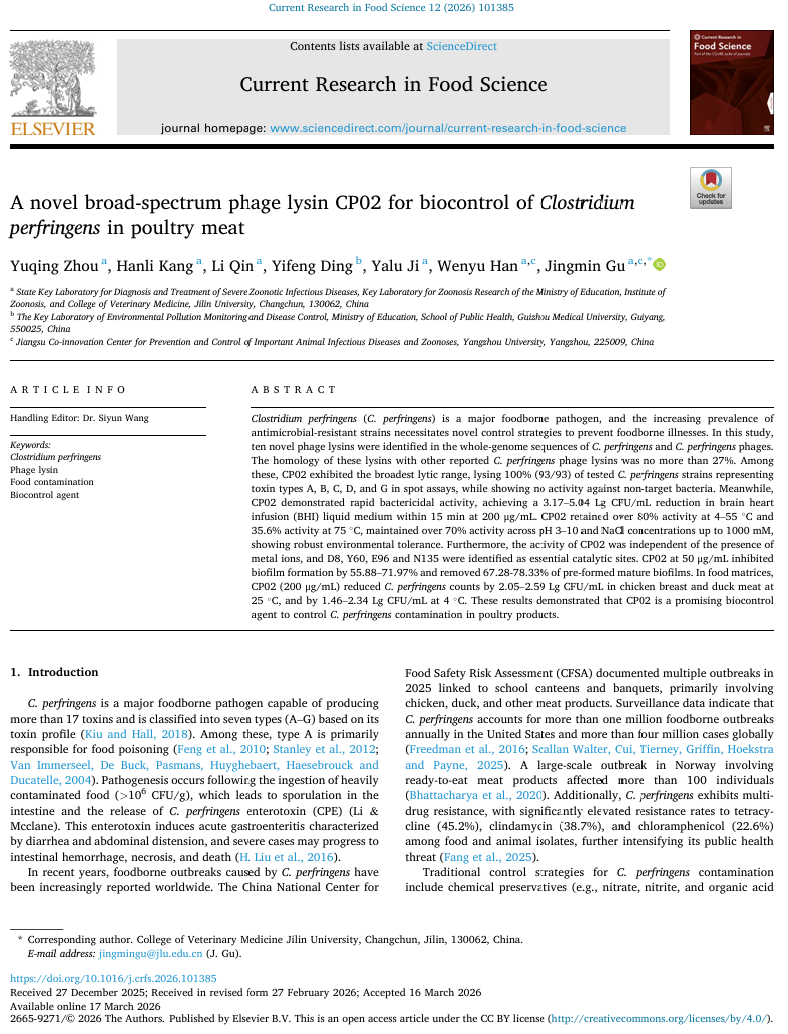 Current Research in Food Science 12 (2026) 101385
Contents lists available at ScienceDirect
Current Research in Food Science
journal homepage: www.sciencedirect.com/journal/current-research-in-food-science
ELSEVIER
Current Research in
Food Science
Check for
updates
A novel broad-spectrum phage lysin CP02 for biocontrol of Clostridium
perfringens in poultry meat
Yuqing Zhou a, Hanli Kang a, Li Qin a, Yifeng Ding b, Yalu Ji a, Wenyu Han a,c, Jingmin Gu a,c,*
a State Key Laboratory for Diagnosis and Treatment of Severe Zoonotic Infectious Diseases, Key Laboratory for Zoonosis Research of the Ministry of Education, Institute of
Zoonosis, and College of Veterinary Medicine, Jilin University, Changchun, 130062, China
b The Key Laboratory of Environmental Pollution Monitoring and Disease Control, Ministry of Education, School of Public Health, Guizhou Medical University, Guiyang,
550025, China
c Jiangsu Co-innovation Center for Prevention and Control of Important Animal Infectious Diseases and Zoonoses, Yangzhou University, Yangzhou, 225009, China
ARTICLE INFO
Handling Editor: Dr. Siyun Wang
Keywords:
Clostridium perfringens
Phage lysin
Food contamination
Biocontrol agent
ABSTRACT
Clostridium perfringens (C. perfringens) is a major foodborne pathogen, and the increasing prevalence of
antimicrobial-resistant strains necessitates novel control strategies to prevent foodborne illnesses. In this study,
ten novel phage lysins were identified in the whole-genome sequences of C. perfringens and C. perfringens phages.
The homology of these lysins with other reported C. perfringens phage lysins was no more than 27%. Among
these, CP02 exhibited the broadest lytic range, lysing 100% (93/93) of tested C. perfringens strains representing
toxin types A, B, C, D, and G in spot assays, while showing no activity against non-target bacteria. Meanwhile,
CP02 demonstrated rapid bactericidal activity, achieving a 3.17–5.04 Lg CFU/mL reduction in brain heart
infusion (BHI) liquid medium within 15 min at 200 μg/mL. CP02 retained over 80% activity at 4–55 °C and
35.6% activity at 75 °C, maintained over 70% activity across pH 3–10 and NaCl concentrations up to 1000 mM,
showing robust environmental tolerance. Furthermore, the activity of CP02 was independent of the presence of
metal ions, and D8, Y60, E96 and N135 were identified as essential catalytic sites. CP02 at 50 μg/mL inhibited
biofilm formation by 55.88–71.97% and removed 67.28-78.33% of pre-formed mature biofilms. In food matrices,
CP02 (200 μg/mL) reduced C. perfringens counts by 2.05–2.59 Lg CFU/mL in chicken breast and duck meat at
25 °C, and by 1.46–2.34 Lg CFU/mL at 4 °C. These results demonstrated that CP02 is a promising biocontrol
agent to control C. perfringens contamination in poultry products.
1. Introduction
C. perfringens is a major foodborne pathogen capable of producing
more than 17 toxins and is classified into seven types (A–G) based on its
toxin profile (Kiu and Hall, 2018). Among these, type A is primarily
responsible for food poisoning (Feng et al., 2010; Stanley et al., 2012;
Van Immerseel, De Buck, Pasmans, Huyghebaert, Haesebrouck and
Ducatelle, 2004). Pathogenesis occurs following the ingestion of heavily
contaminated food (>10⁶ CFU/g), which leads to sporulation in the
intestine and the release of C. perfringens enterotoxin (CPE) (Li &
Mcclane). This enterotoxin induces acute gastroenteritis characterized
by diarrhea and abdominal distension, and severe cases may progress to
intestinal hemorrhage, necrosis, and death (H. Liu et al., 2016).
In recent years, foodborne outbreaks caused by C. perfringens have
been increasingly reported worldwide. The China National Center for
Food Safety Risk Assessment (CFSA) documented multiple outbreaks in
2025 linked to school canteens and banquets, primarily involving
chicken, duck, and other meat products. Surveillance data indicate that
C. perfringens accounts for more than one million foodborne outbreaks
annually in the United States and more than four million cases globally
(Freedman et al., 2016; Scallan Walter, Cui, Tierney, Griffin, Hoekstra
and Payne, 2025). A large-scale outbreak in Norway involving
ready-to-eat meat products affected more than 100 individuals
(Bhattacharya et al., 2020). Additionally, C. perfringens exhibits multi-
drug resistance, with significantly elevated resistance rates to tetracy-
cline (45.2%), clindamycin (38.7%), and chloramphenicol (22.6%)
among food and animal isolates, further intensifying its public health
threat (Fang et al., 2025).
Traditional control strategies for C. perfringens contamination
include chemical preservatives (e.g., nitrate, nitrite, and organic acid
* Corresponding author. College of Veterinary Medicine Jilin University, Changchun, Jilin, 130062, China.
E-mail address: jingmingu@jlu.edu.cn (J. Gu).
https://doi.org/10.1016/j.crfs.2026.101385
Received 27 December 2025; Received in revised form 27 February 2026; Accepted 16 March 2026
Available online 17 March 2026
2665-9271/© 2026 The Authors. Published by Elsevier B.V. This is an open access article under the CC BY license (http://creativecommons.org/licenses/by/4.0/).